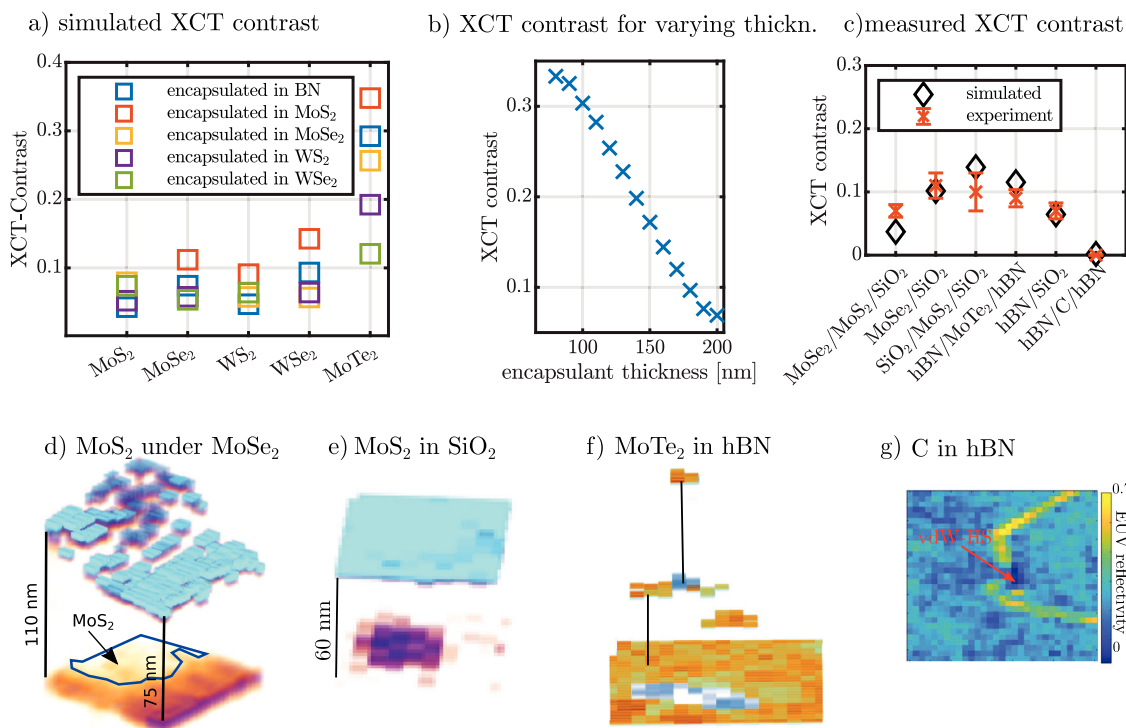 a) simulated XCT contrast
XCT-Contrast
0.4
0.3
0.2
0.1
encapsulated in BN
encapsulated in MoS₂
encapsulated in MoSe₂
encapsulated in WS₂
encapsulated in WSe₂
MoS₂
MoSe₂
WS₂
WSe₂
MoTe₂
b) XCT contrast for varying thickn.
XCT contrast
0.3
0.2
0.1
100
150
200
encapsulant thickness [nm]
c)measured XCT contrast
XCT contrast
0.3
0.2
0.1
0
simulated
experiment
MoSe₂/MoS₂/SiO₂
MoSe₂/SiO₂
SiO₂/MoS₂/SiO₂
hBN/MoTe₂/hBN
hBN/SiO₂
hBN/C/hBN
d) MoS₂ under MoSe₂
110 nm
MoS₂
75 nm
e) MoS₂ in SiO₂
60 nm
f) MoTe₂ in hBN
g) C in hBN
vdW-HS
0.7
EUV reflectivity
0